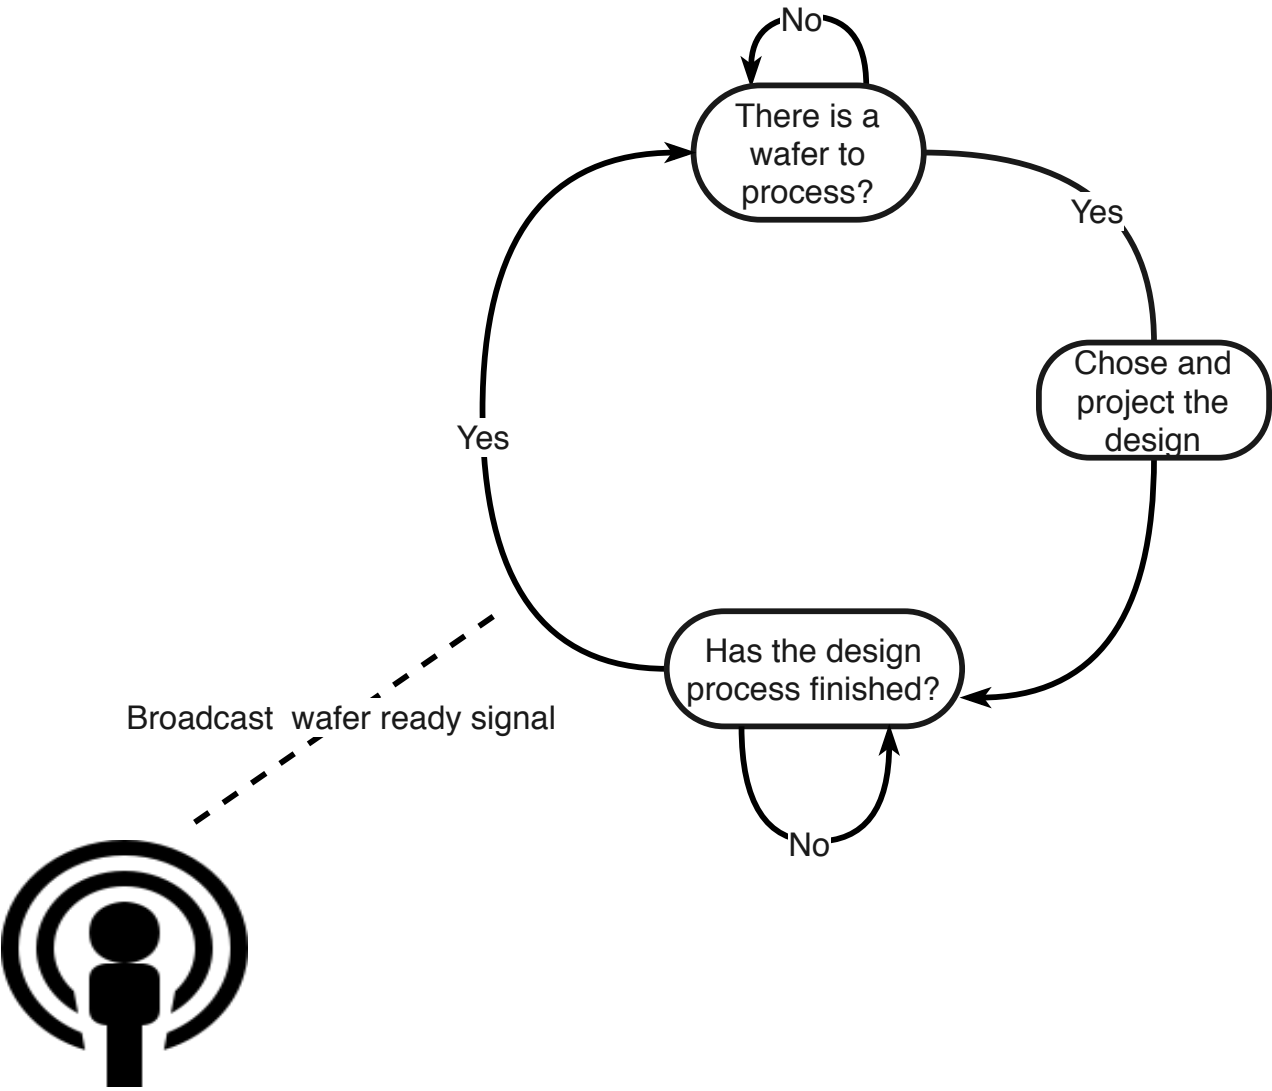 No
There is a
wafer to
process?
Yes
Chose and
project the
design
Yes
Has the design
process finished?
Broadcast  wafer ready signal
No